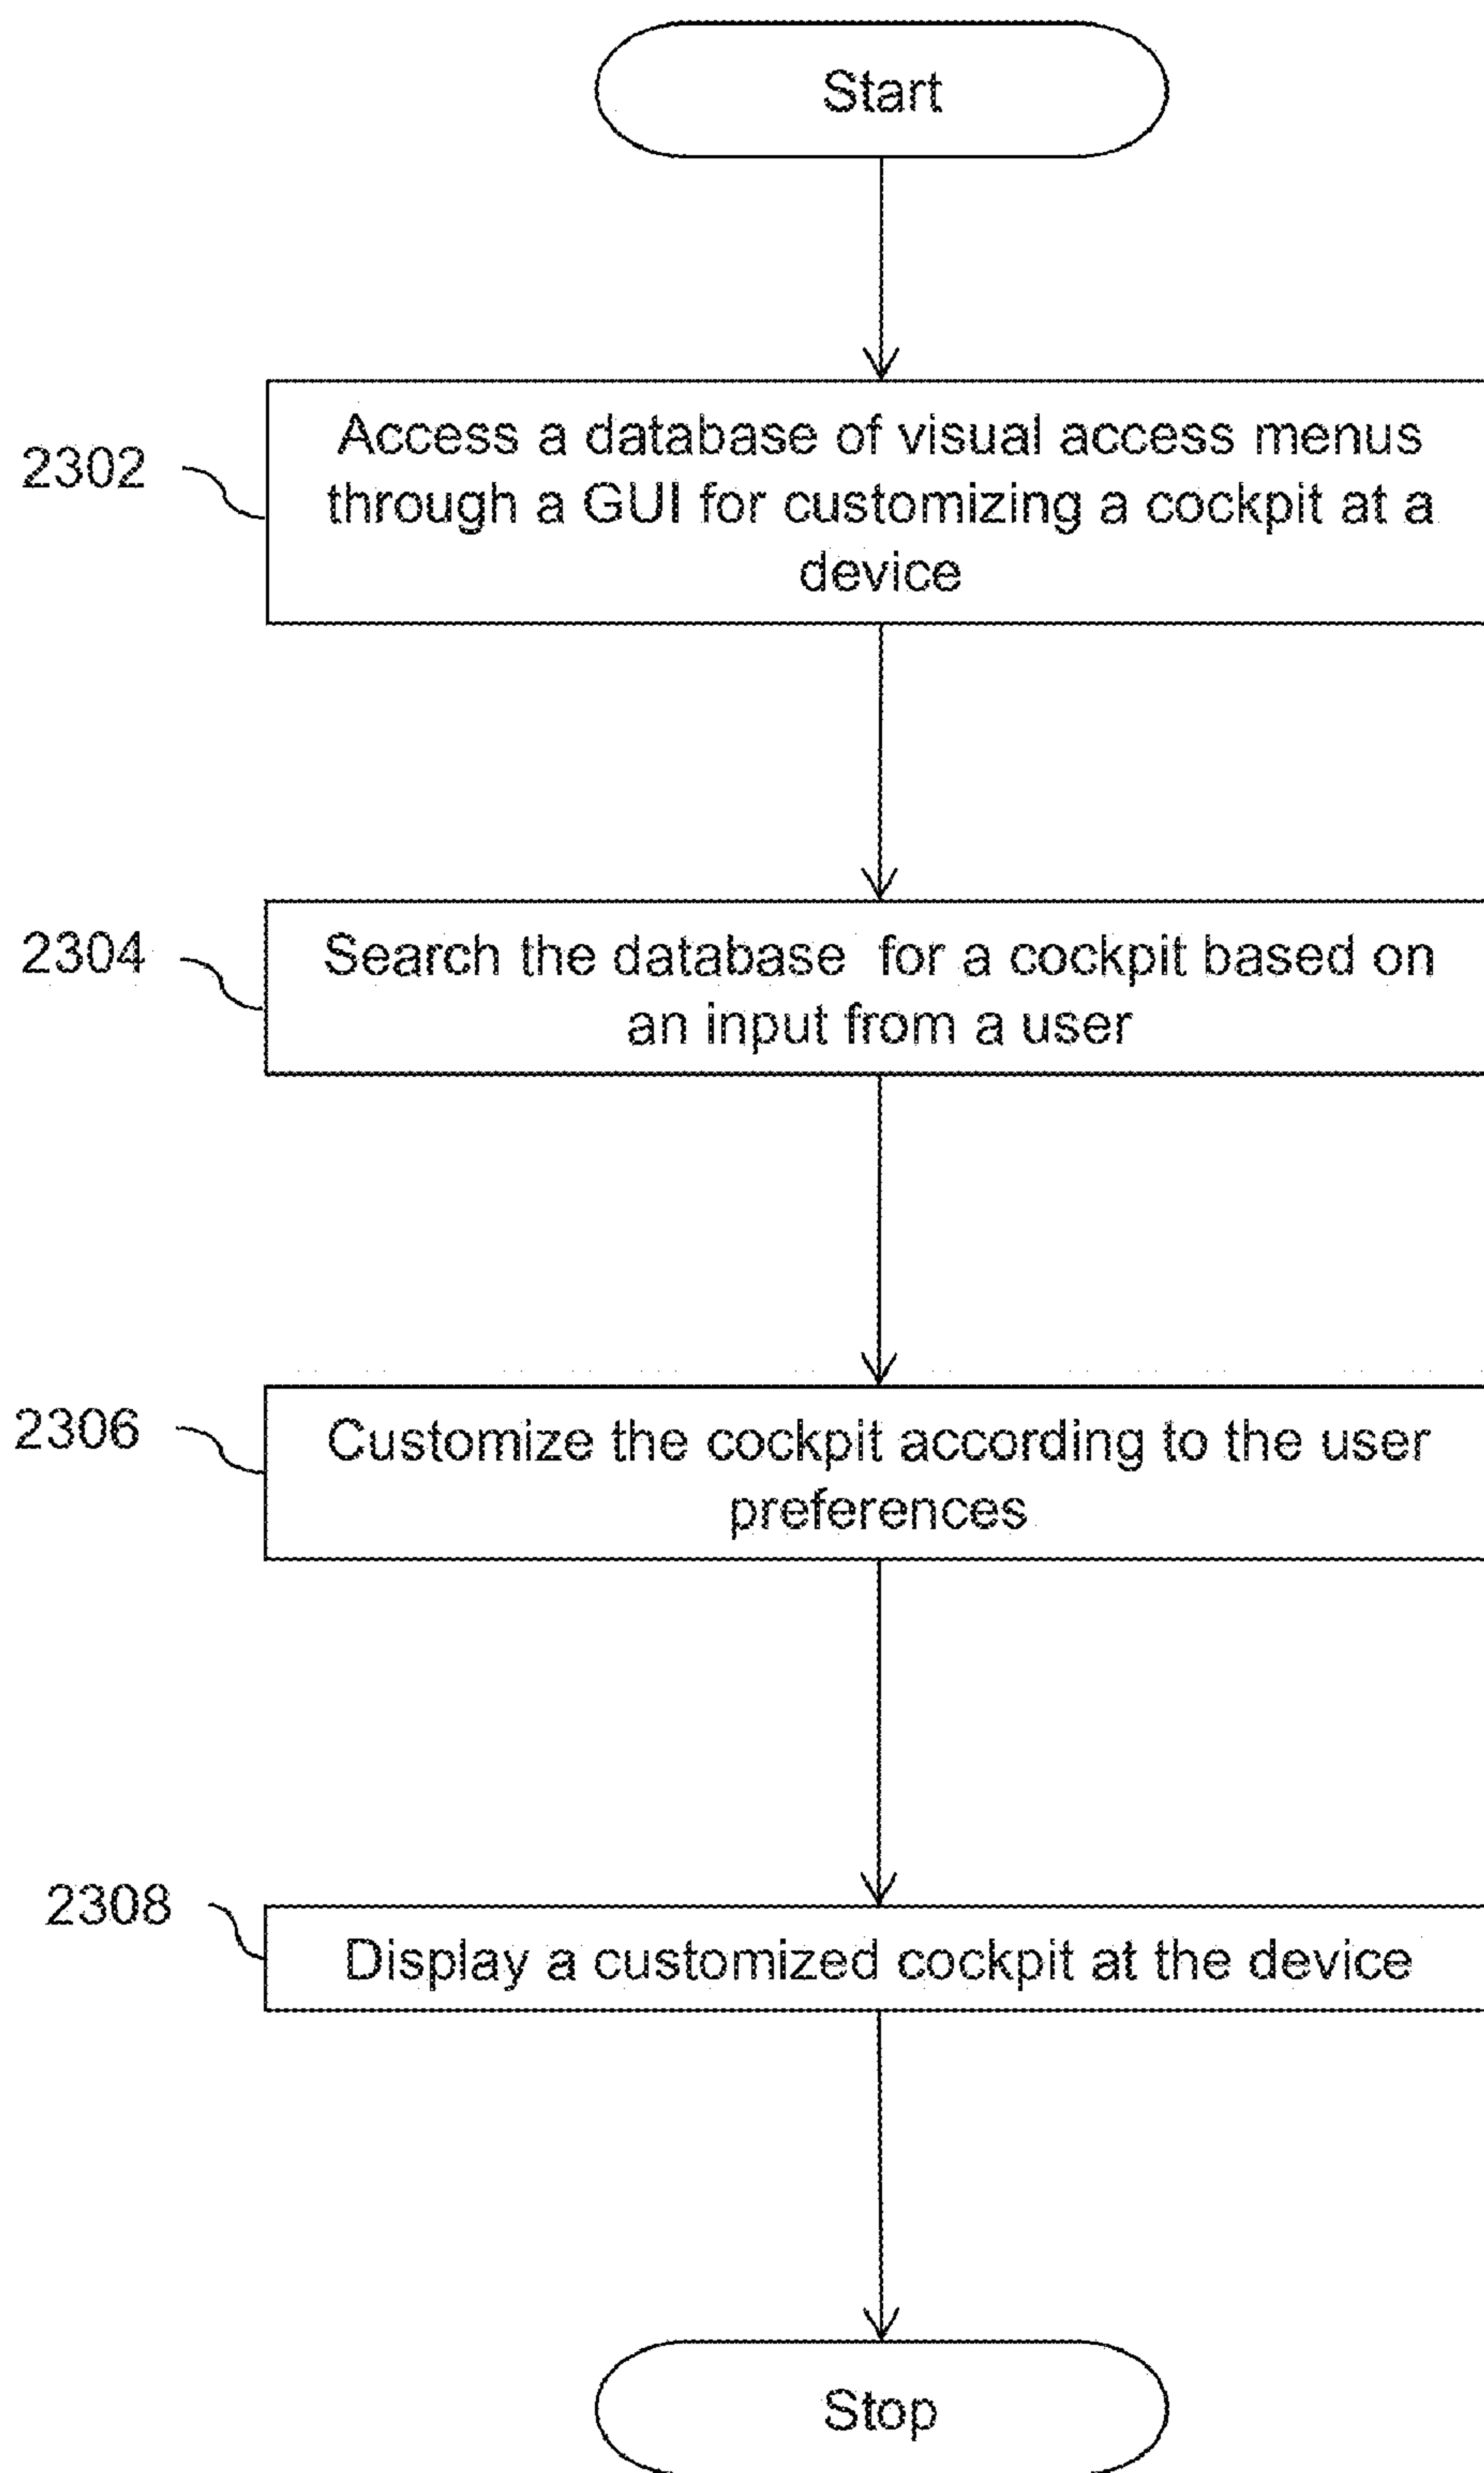 Start
2302
Access a database of visual access menus
through a GUI for customizing a cockpit at a
device
2304
Search the database for a cockpit based on
an input from a user
2306
Customize the cockpit according to the user
preferences
2308
Display a customized cockpit at the device
Stop